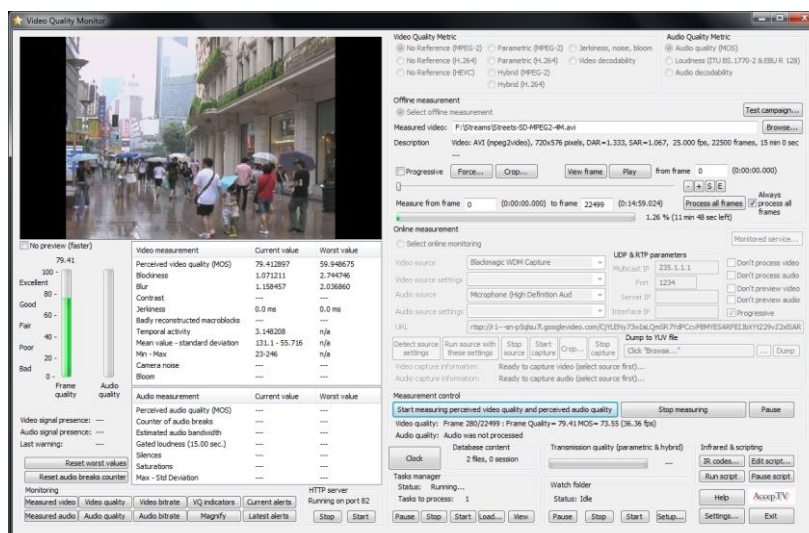 Video Quality Monitor
No preview (faster)
79.41
100 -
Excellent
80 -
Good
60 -
Fair
40 -
Poor
20 -
Bad
0 -
Frame quality
Audio quality
Video signal presence: ---
Audio signal presence: ---
Last warning: ---
Reset worst values
Reset audio breaks counter
Video measurement Current value Worst value
Perceived video quality (MOS) 79.412897 59.948675
Blockiness 1.071211 2.744746
Blur 1.158457 2.036860
Contrast --- ---
Jerkiness 0.0 ms 0.0 ms
Badly reconstructed macroblocks --- ---
Temporal activity 3.148208 n/a
Mean value - standard deviation 131.1 - 55.716 n/a
Min - Max 23-246 n/a
Camera noise --- ---
Bloom --- ---
Audio measurement Current value Worst value
Perceived audio quality (MOS) --- ---
Counter of audio breaks --- ---
Estimated audio bandwidth --- ---
Gated loudness (15.00 sec.) --- ---
Silences --- ---
Saturations --- ---
Max - Std Deviation --- ---
Monitoring
Measured video Video quality Video bitrate VQ indicators Current alerts
Measured audio Audio quality Audio bitrate Magnify Latest alerts
HTTP server
Running on port 82
Stop Start
Video Quality Metric
No Reference (MPEG-2) Parametric (MPEG-2) Jerkiness, noise, bloom
No Reference (H.264) Parametric (H.264) Video decodability
No Reference (HEVC) Hybrid (MPEG-2)
Hybrid (H.264)
Audio Quality Metric
Audio quality (MOS)
Loudness (ITU BS.1770-2 & EBU R 128)
Audio decodability
Offline measurement
Select offline measurement
Test campaign...
Measured video: F:\Streams\Streets-SD-MPEG2-4M.avi Browse...
Description Video: AVI (mpeg2video), 720x576 pixels, DAR=1.333, SAR=1.067, 25.000 fps, 22500 frames, 15 min 0 sec
---
Progressive Force... Crop... View frame Play from frame 0 (0:00:00.000)
- + S E
Measure from frame 0 (0:00:00.000) to frame 22499 (0:14:59.024) Process all frames Always process all frames
1.26 % (11 min 48 sec left)
Online measurement
Select online monitoring
Monitored service...
Video source Blackmagic WDM Capture
Video source settings
Audio source Microphone (High Definition Aud
Audio source settings
UDP & RTP parameters
Multicast IP 235.1.1.1
Port 1234
Server IP
Interface IP
Don't process video
Don't process audio
Don't preview video
Don't preview audio
Progressive
URL
Detect source settings Run source with these settings Stop source Start capture Crop... Stop capture
Dump to YUV file
Click "Browse..." ... Dump
Video capture information: Ready to capture video (select source first)...
Audio capture information: Ready to capture audio (select source first)...
Measurement control
Start measuring perceived video quality and perceived audio quality Stop measuring Pause
Video quality: Frame 280/22499 : Frame Quality= 79.41 MOS= 73.55 (36.36 fps)
Audio quality: Audio was not processed
Clock
Database content
2 files, 0 session
Transmission quality (parametric & hybrid)
---
Infrared & scripting
IR codes... Edit script...
Run script Pause script
Tasks manager
Status: Running...
Tasks to process: 1
Pause Stop Start Load... View
Watch folder
Status: Idle
Pause Stop Start Setup...
Help AccepTV
Settings... Exit